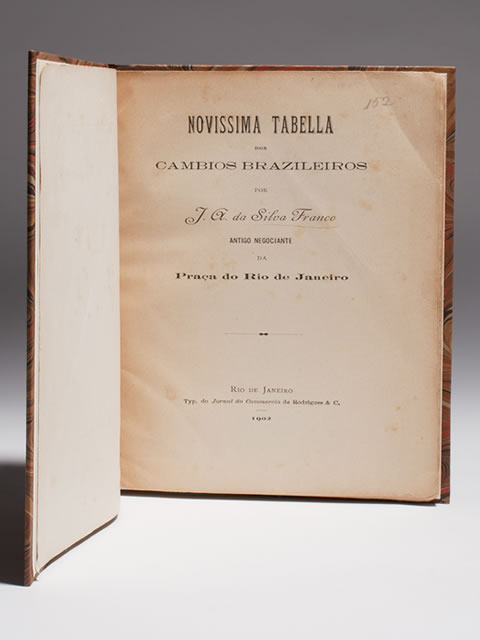 152
NOVISSIMA TABELLA
DOS
CAMBIOS BRAZILEIROS
POR
J. A. da Silva Franco
ANTIGO NEGOCIANTE
DA
Praça do Rio de Janeiro
RIO DE JANEIRO
Typ. do Jornal do Commercio de Rodrigues & C.
1902